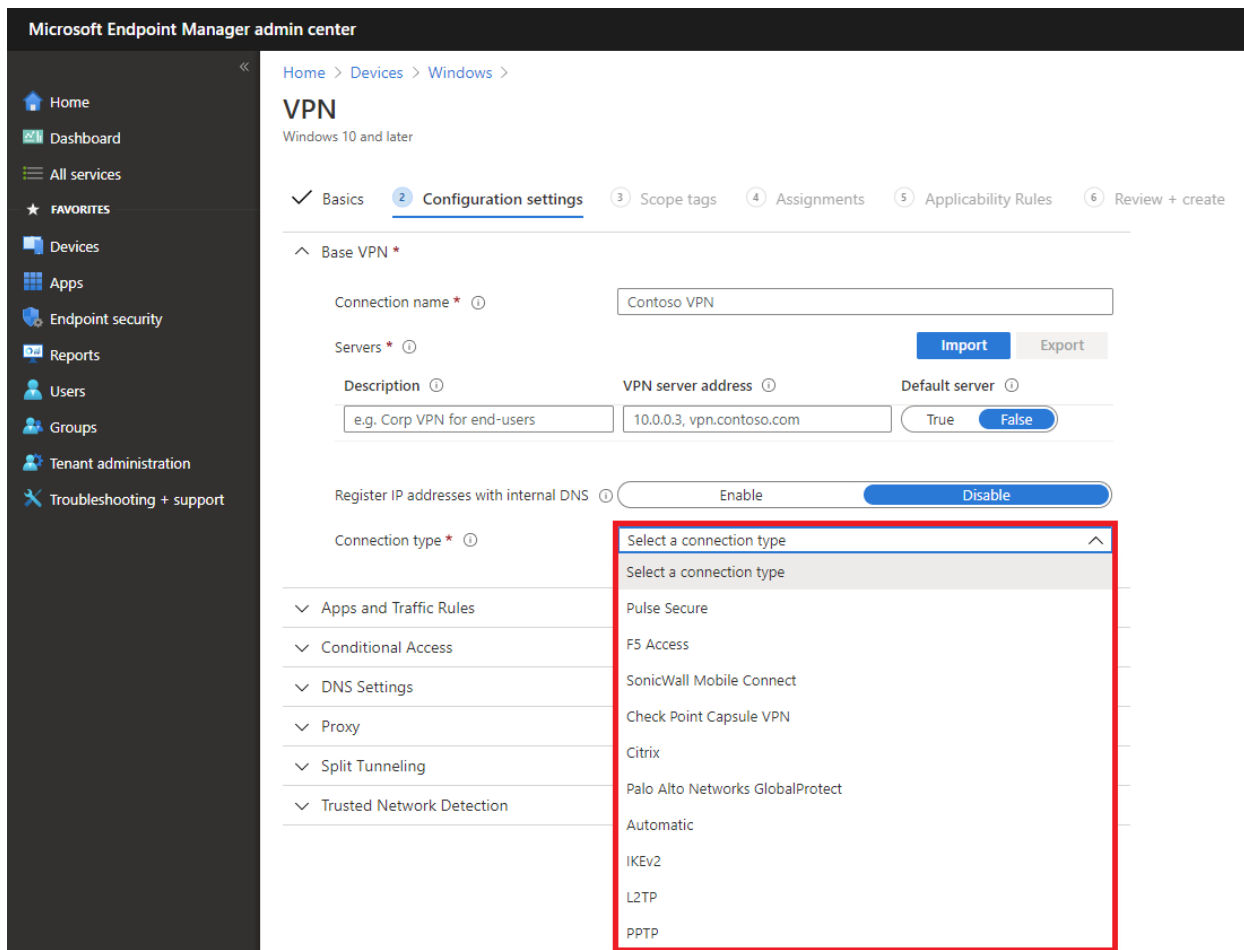 Microsoft Endpoint Manager admin center
«
Home
Dashboard
All services
FAVORITES
Devices
Apps
Endpoint security
Reports
Users
Groups
Tenant administration
Troubleshooting + support
Home > Devices > Windows >
VPN
Windows 10 and later
Basics 2 Configuration settings 3 Scope tags 4 Assignments 5 Applicability Rules 6 Review + create
Base VPN *
Connection name * Contoso VPN
Servers * Import Export
Description VPN server address Default server
e.g. Corp VPN for end-users 10.0.0.3, vpn.contoso.com True False
Register IP addresses with internal DNS Enable Disable
Connection type * Select a connection type
Select a connection type
Apps and Traffic Rules Pulse Secure
Conditional Access F5 Access
DNS Settings SonicWall Mobile Connect
Proxy Check Point Capsule VPN
Split Tunneling Citrix
Trusted Network Detection Palo Alto Networks GlobalProtect
Automatic
IKEv2
L2TP
PPTP